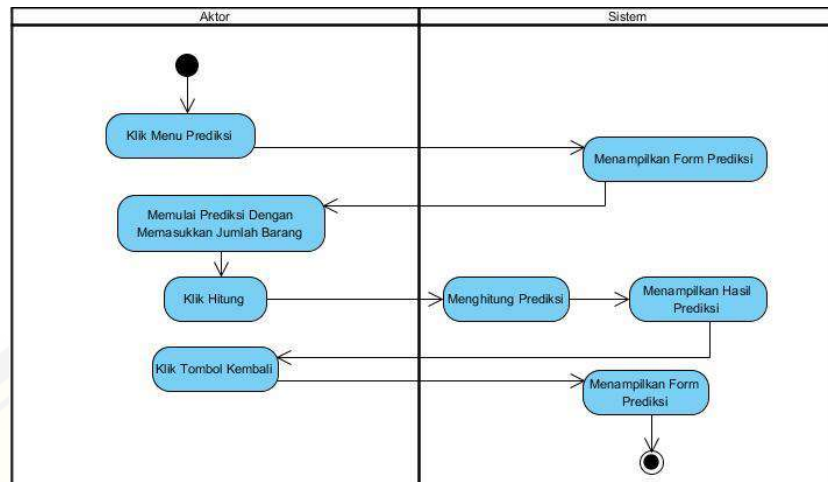 Aktor
Sistem
Klik Menu Prediksi
Menampilkan Form Prediksi
Memulai Prediksi Dengan
Memasukkan Jumlah Barang
Klik Hitung
Menghitung Prediksi
Menampilkan Hasil
Prediksi
Klik Tombol Kembali
Menampilkan Form
Prediksi